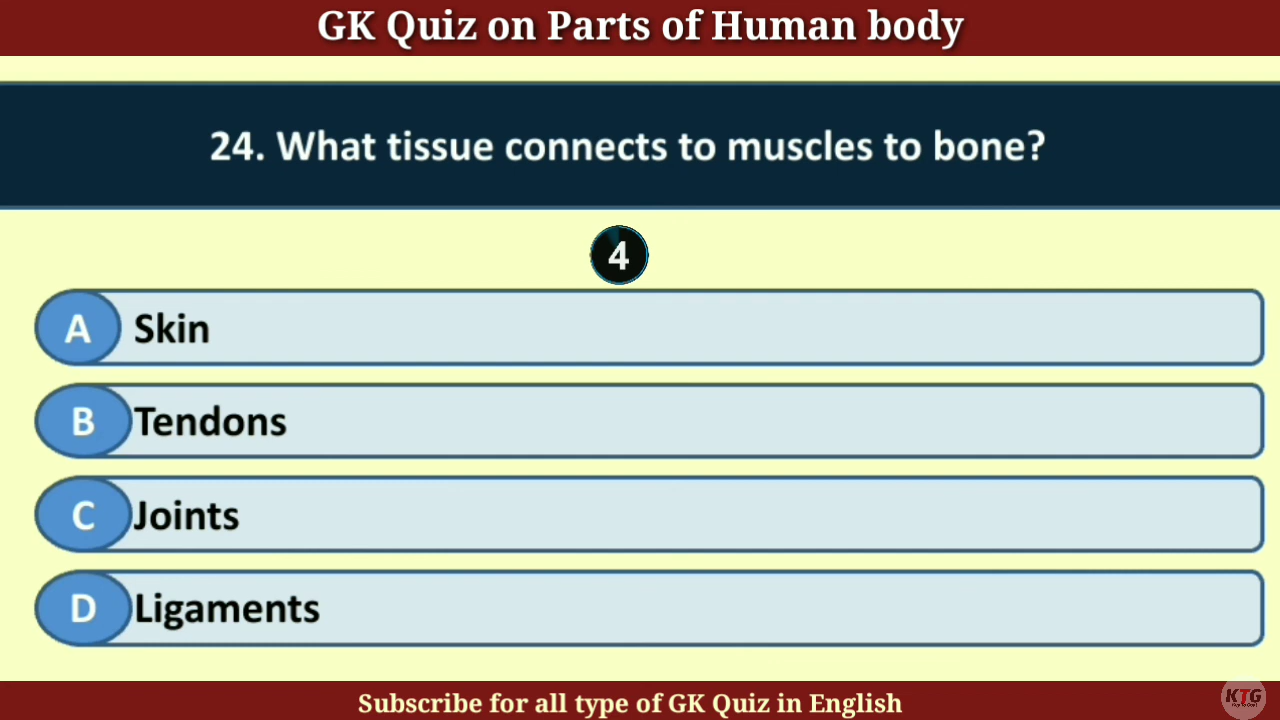 GK Quiz on Parts of Human body
24. What tissue connects to muscles to bone?
4
A Skin
B Tendons
C Joints
D Ligaments
Subscribe for all type of GK Quiz in English
KTG